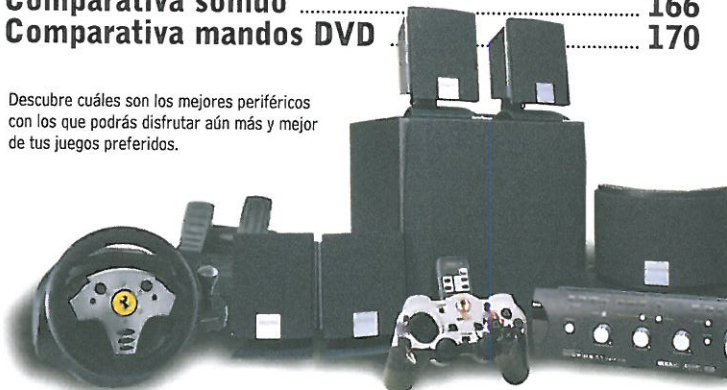 Comparativa sonido ........................ 166
Comparativa mandos DVD ........................ 170
Descubre cuáles son los mejores periféricos
con los que podrás disfrutar aún más y mejor
de tus juegos preferidos.